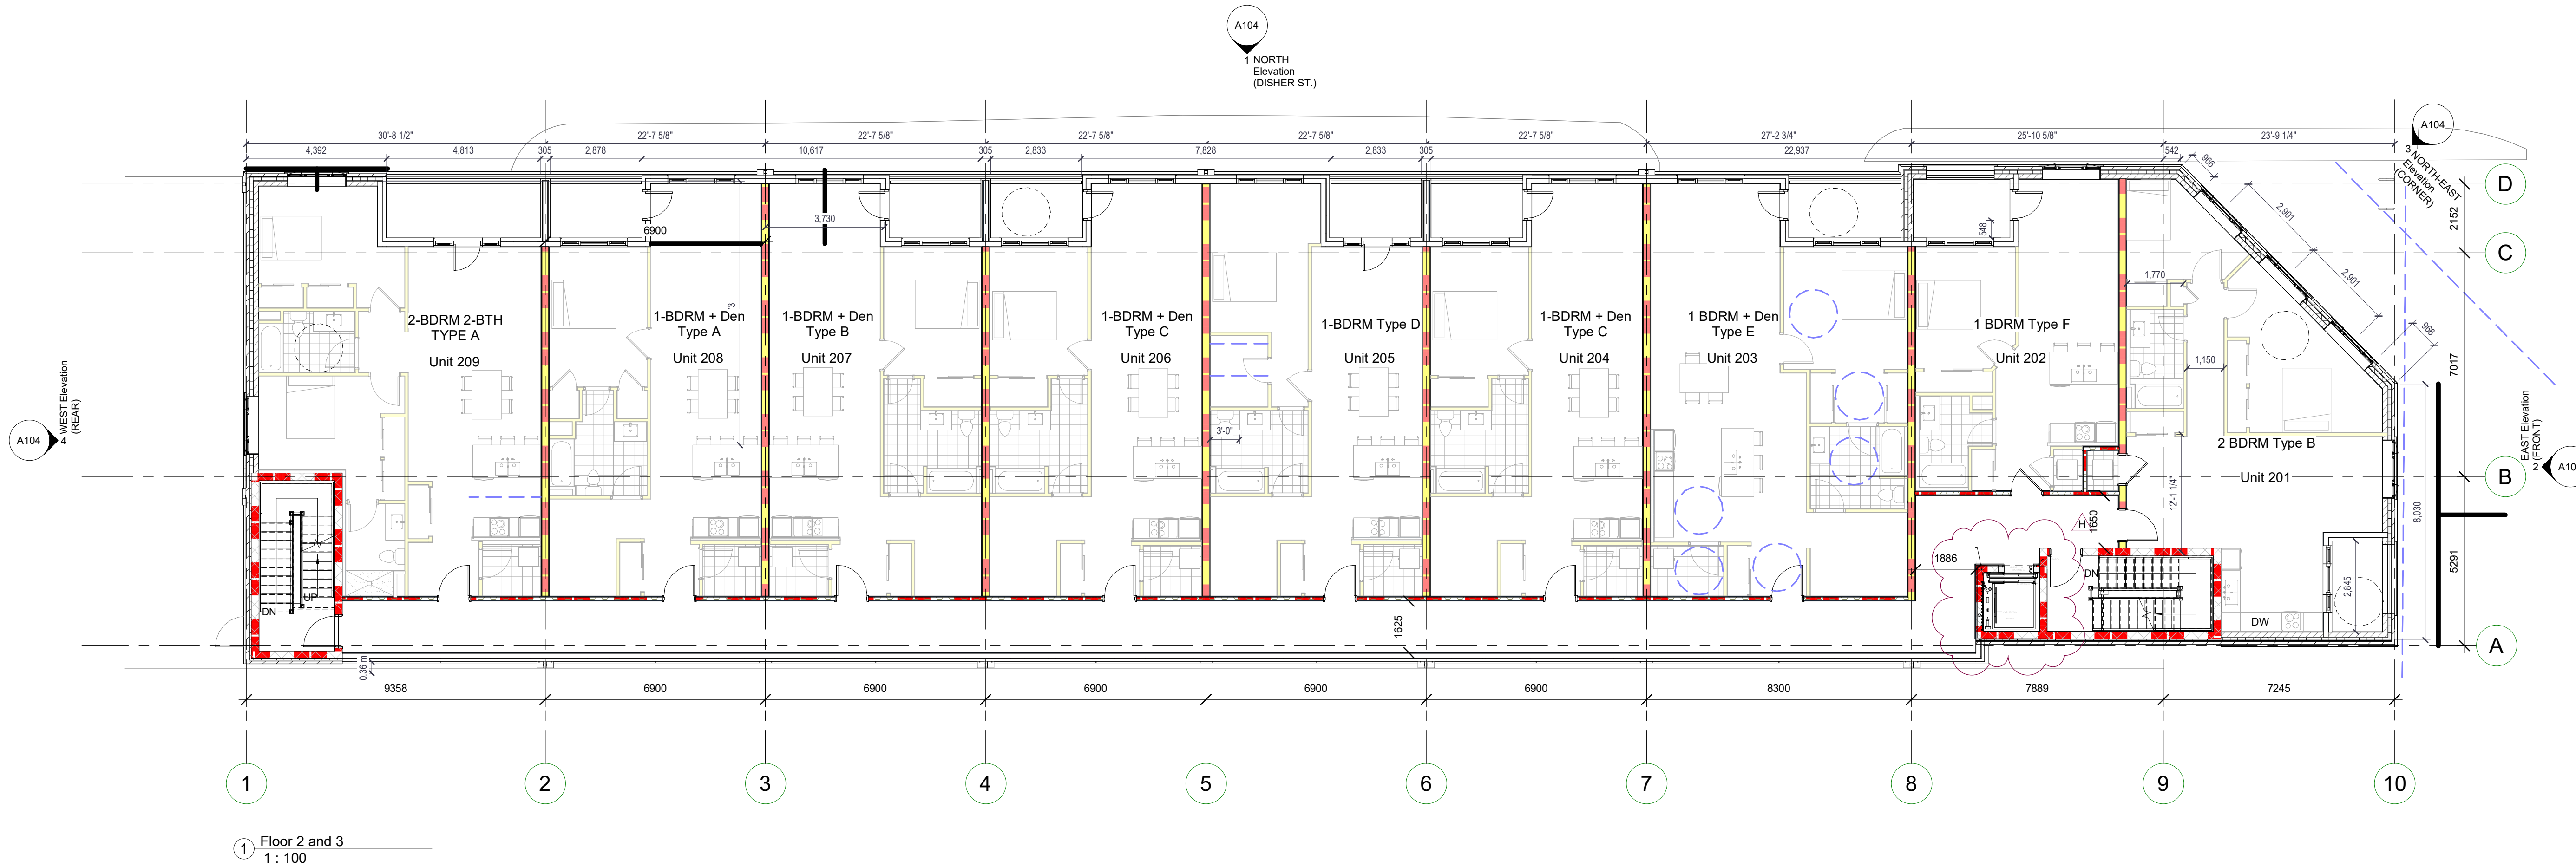 A104
1 NORTH
Elevation
(DISHER ST.)
30'-8 1/2"
22'-7 5/8"
22'-7 5/8"
22'-7 5/8"
22'-7 5/8"
22'-7 5/8"
27'-2 3/4"
25'-10 5/8"
23'-9 1/4"
4,392
4,813
305
2,878
10,617
305
2,833
7,828
2,833
305
22,937
542
966
A104
3 NORTH-EAST
Elevation
(CORNER)
D
2152
C
2,901
2,901
966
7017
3,730
6900
548
1,770
1,150
3
2-BDRM 2-BTH
TYPE A
Unit 209
1-BDRM + Den
Type A
Unit 208
1-BDRM + Den
Type B
Unit 207
1-BDRM + Den
Type C
Unit 206
1-BDRM Type D
Unit 205
1-BDRM + Den
Type C
Unit 204
1 BDRM + Den
Type E
Unit 203
1 BDRM Type F
Unit 202
2 BDRM Type B
Unit 201
A104
4
WEST Elevation
(REAR)
EAST Elevation
(FRONT)
2
A10
3'-0"
B
12'-1 1/4"
8,030
H
1650
1886
5291
2,845
DN
UP
DN
DW
1625
0.36 m
A
9358
6900
6900
6900
6900
6900
8300
7889
7245
1
2
3
4
5
6
7
8
9
10
1
Floor 2 and 3
1 : 100